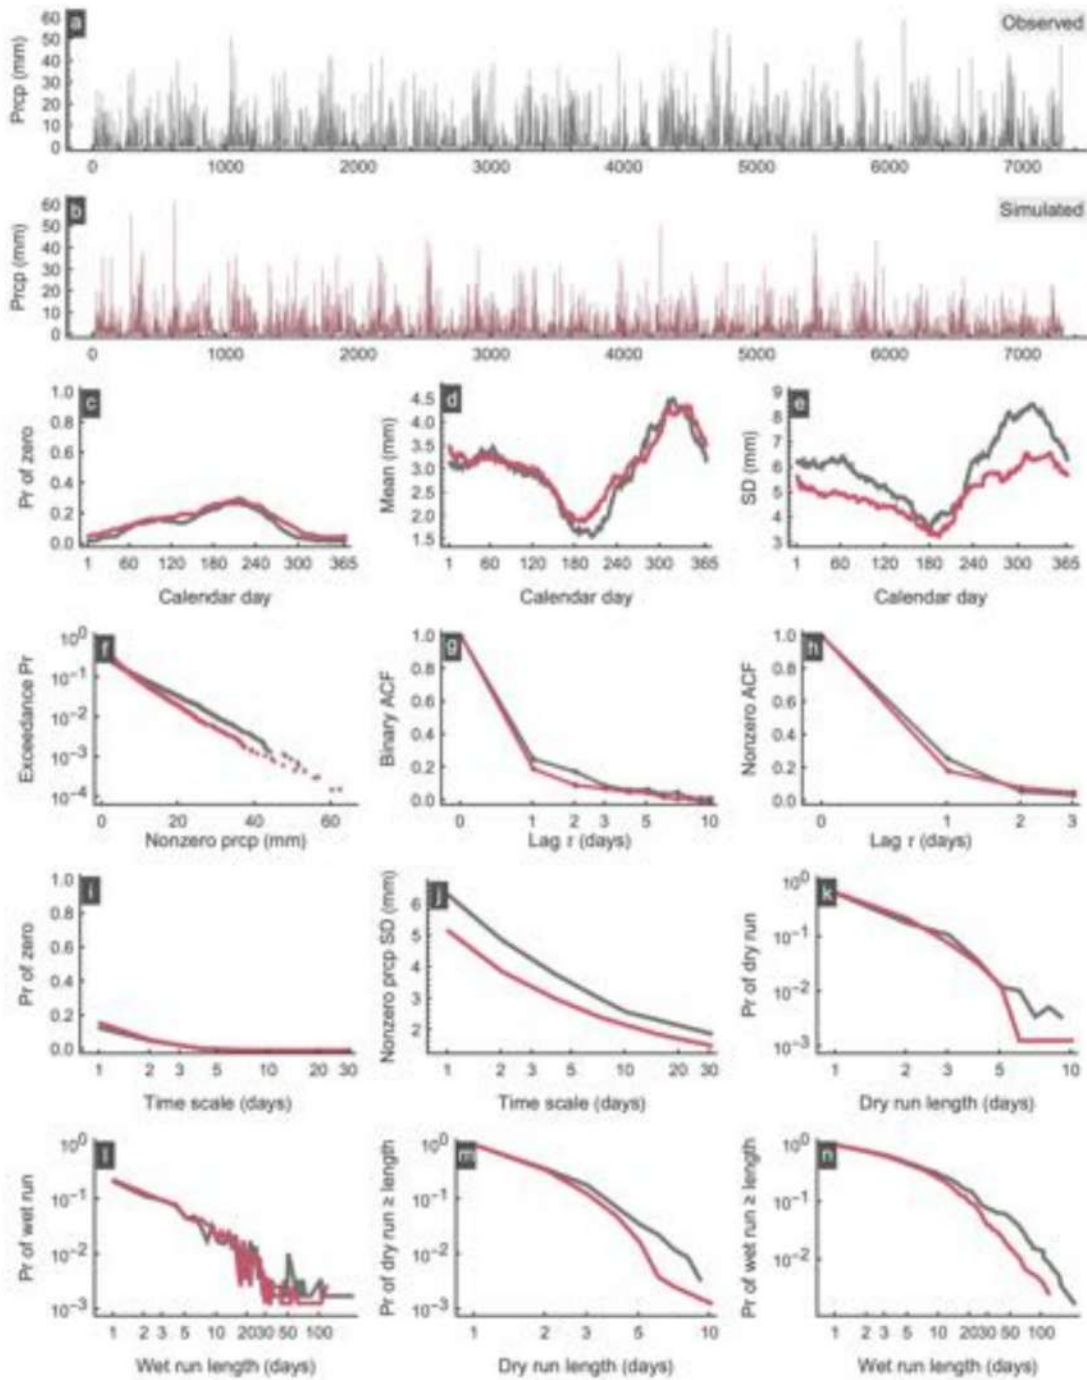 a
Observed
Prcp (mm)
60
50
40
30
20
10
0
0 1000 2000 3000 4000 5000 6000 7000
b
Simulated
Prcp (mm)
60
50
40
30
20
10
0
0 1000 2000 3000 4000 5000 6000 7000
c
Pr of zero
1.0
0.8
0.6
0.4
0.2
0.0
1 60 120 180 240 300 365
Calendar day
d
Mean (mm)
4.5
4.0
3.5
3.0
2.5
2.0
1.5
1 60 120 180 240 300 365
Calendar day
e
SD (mm)
9
8
7
6
5
4
3
1 60 120 180 240 300 365
Calendar day
f
Exceedance Pr
10^0
10^-1
10^-2
10^-3
10^-4
0 20 40 60
Nonzero prcp (mm)
g
Binary ACF
1.0
0.8
0.6
0.4
0.2
0.0
0 1 2 3 5 10
Lag τ (days)
h
Nonzero ACF
1.0
0.8
0.6
0.4
0.2
0.0
0 1 2 3
Lag τ (days)
i
Pr of zero
1.0
0.8
0.6
0.4
0.2
0.0
1 2 3 5 10 20 30
Time scale (days)
j
Nonzero prcp SD (mm)
6
5
4
3
2
1 2 3 5 10 20 30
Time scale (days)
k
Pr of dry run
10^0
10^-1
10^-2
10^-3
1 2 3 5 10
Dry run length (days)
l
Pr of wet run
10^0
10^-1
10^-2
10^-3
1 2 3 5 10 20 30 50 100
Wet run length (days)
m
Pr of dry run ≥ length
10^0
10^-1
10^-2
10^-3
1 2 3 5 10
Dry run length (days)
n
Pr of wet run ≥ length
10^0
10^-1
10^-2
1 2 3 5 10 20 30 50 100
Wet run length (days)